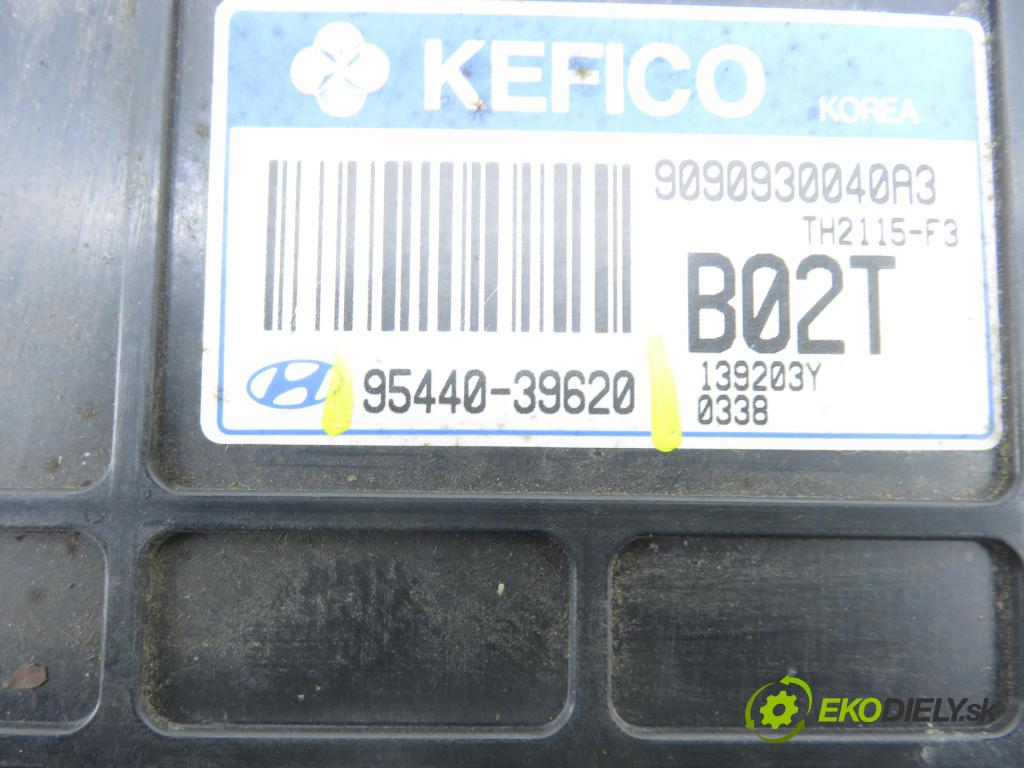 KEFICO
KOREA
9090930040A3
TH2115-F3
B02T
95440-39620
139203Y
0338
EKODIELY.sk